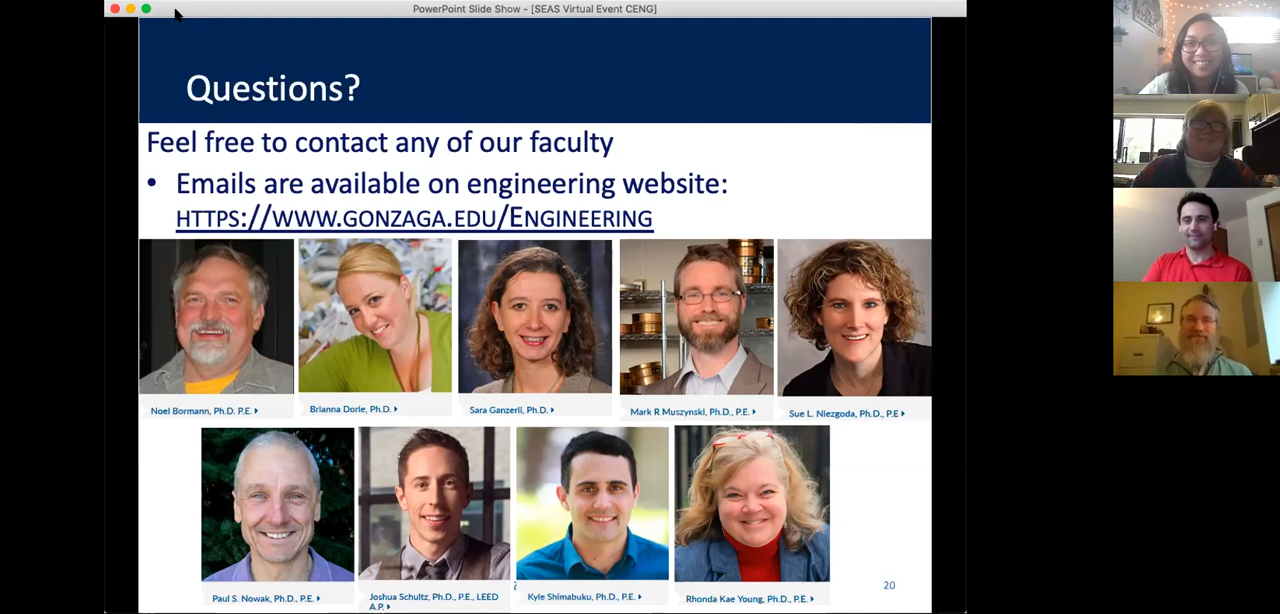 PowerPoint Slide Show - [SEAS Virtual Event CENG]
Questions?
Feel free to contact any of our faculty
• Emails are available on engineering website:
HTTPS://WWW.GONZAGA.EDU/ENGINEERING
Noel Bormann, Ph.D. P.E.
Brianna Dorie, Ph.D.
Sara Ganzerli, Ph.D.
Mark R Muszynski, Ph.D., P.E.
Sue L. Niezgoda, Ph.D., P.E
Paul S. Nowak, Ph.D., P.E.
Joshua Schultz, Ph.D., P.E., LEED
A.P.
Kyle Shimabuku, Ph.D., P.E.
Rhonda Kae Young, Ph.D., P.E.
20